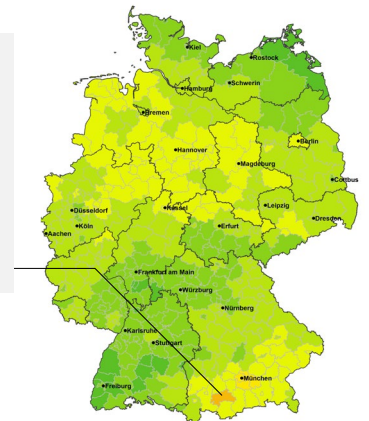 Kiel
Rostock
Hamburg
Schwerin
Bremen
Berlin
Hannover
Magdeburg
Cottbus
Kassel
Leipzig
Düsseldorf
Dresden
Köln
Erfurt
Aachen
Frankfurt am Main
Würzburg
Nürnberg
Karlsruhe
Stuttgart
München
Freiburg